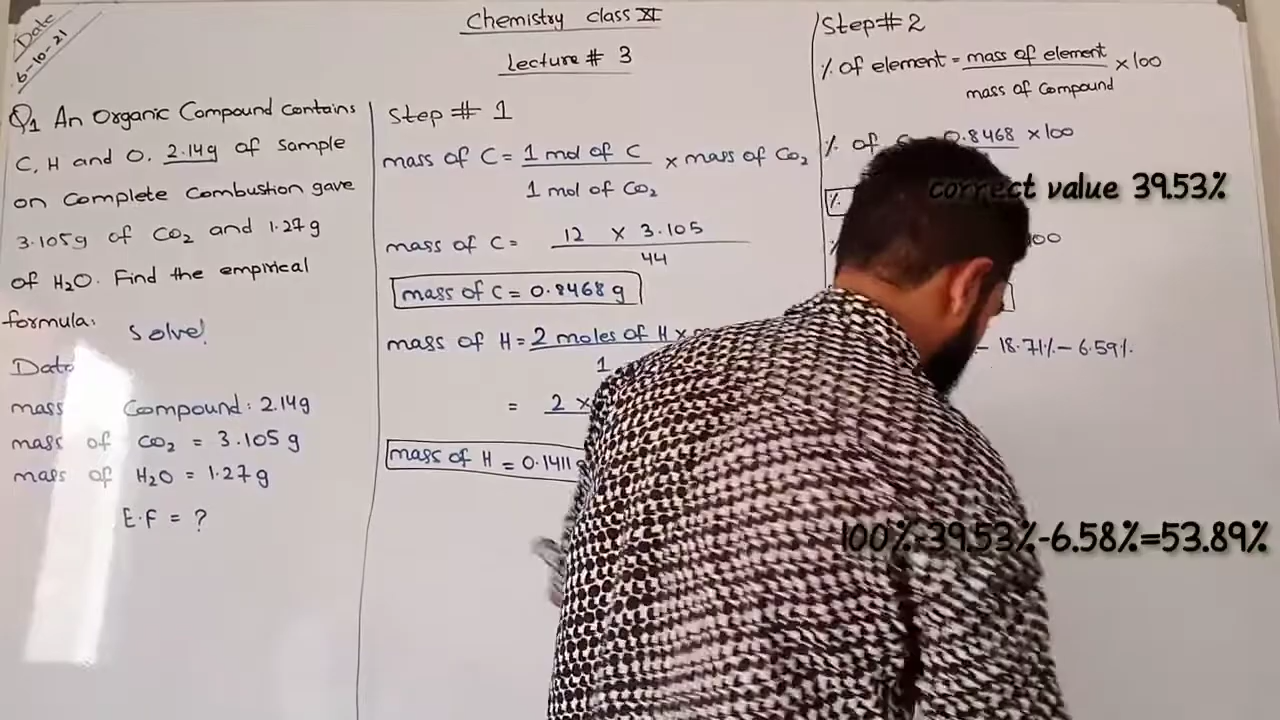 Date
6-10-21
Chemistry class XI
Lecture # 3
Q1 An Organic Compound contains
C, H and O. 2.14g of sample
on complete Combustion gave
3.105g of CO2 and 1.27g
of H2O. Find the empirical
formula.
Solve!
Data
mass Compound: 2.14g
mass of CO2 = 3.105 g
mass of H2O = 1.27g
E.F = ?
Step # 1
mass of C = 1 mol of C × mass of CO2
1 mol of CO2
mass of C = 12 × 3.105
44
mass of C = 0.8468 g
mass of H = 2 moles of H ×
1
= 2 ×
mass of H = 0.1411
Step # 2
% of element = mass of element × 100
mass of Compound
% of 0.8468 × 100
%
correct value 39.53%
100
- 18.71% - 6.59%.
100%-39.53%-6.58%=53.89%